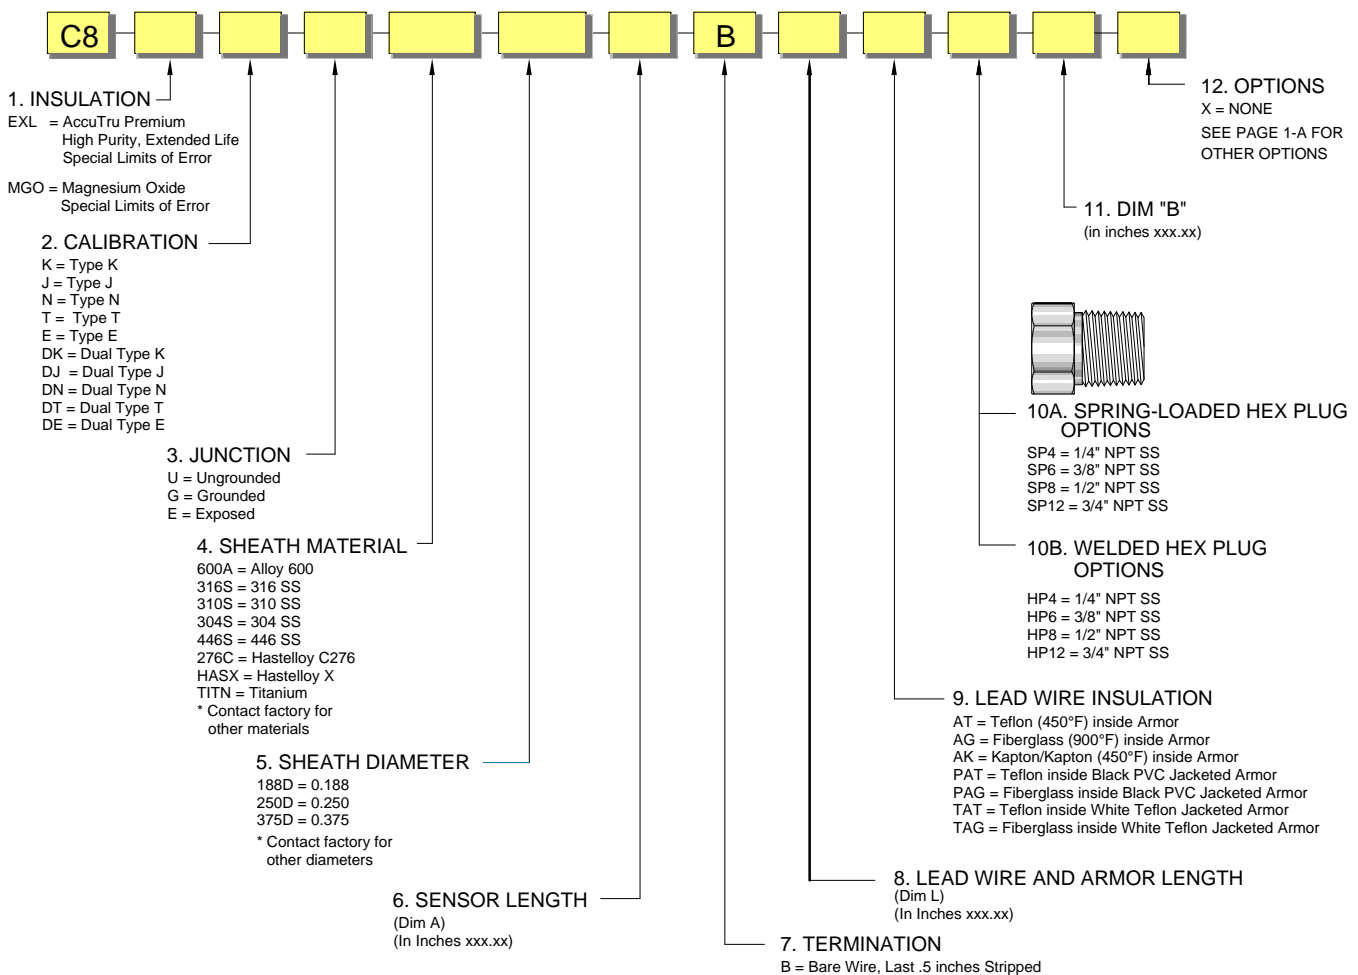 C8
B
1. INSULATION
EXL = AccuTru Premium
High Purity, Extended Life
Special Limits of Error
MGO = Magnesium Oxide
Special Limits of Error
2. CALIBRATION
K = Type K
J = Type J
N = Type N
T = Type T
E = Type E
DK = Dual Type K
DJ = Dual Type J
DN = Dual Type N
DT = Dual Type T
DE = Dual Type E
3. JUNCTION
U = Ungrounded
G = Grounded
E = Exposed
4. SHEATH MATERIAL
600A = Alloy 600
316S = 316 SS
310S = 310 SS
304S = 304 SS
446S = 446 SS
276C = Hastelloy C276
HASX = Hastelloy X
TITN = Titanium
* Contact factory for
other materials
5. SHEATH DIAMETER
188D = 0.188
250D = 0.250
375D = 0.375
* Contact factory for
other diameters
6. SENSOR LENGTH
(Dim A)
(In Inches xxx.xx)
7. TERMINATION
B = Bare Wire, Last .5 inches Stripped
8. LEAD WIRE AND ARMOR LENGTH
(Dim L)
(In Inches xxx.xx)
9. LEAD WIRE INSULATION
AT = Teflon (450°F) inside Armor
AG = Fiberglass (900°F) inside Armor
AK = Kapton/Kapton (450°F) inside Armor
PAT = Teflon inside Black PVC Jacketed Armor
PAG = Fiberglass inside Black PVC Jacketed Armor
TAT = Teflon inside White Teflon Jacketed Armor
TAG = Fiberglass inside White Teflon Jacketed Armor
10A. SPRING-LOADED HEX PLUG
OPTIONS
SP4 = 1/4" NPT SS
SP6 = 3/8" NPT SS
SP8 = 1/2" NPT SS
SP12 = 3/4" NPT SS
10B. WELDED HEX PLUG
OPTIONS
HP4 = 1/4" NPT SS
HP6 = 3/8" NPT SS
HP8 = 1/2" NPT SS
HP12 = 3/4" NPT SS
11. DIM "B"
(in inches xxx.xx)
12. OPTIONS
X = NONE
SEE PAGE 1-A FOR
OTHER OPTIONS